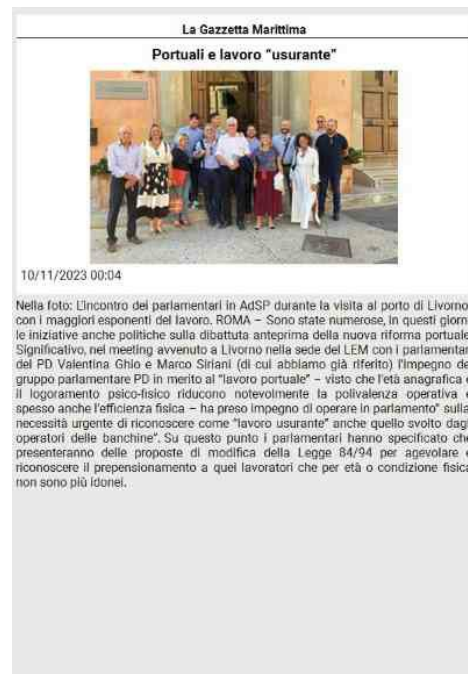 La Gazzetta Marittima
Portuali e lavoro “usurante”
10/11/2023 00:04
Nella foto: L'incontro dei parlamentari in AdSP durante la visita al porto di Livorno
con i maggiori esponenti del lavoro. ROMA – Sono state numerose, in questi giorni
le iniziative anche politiche sulla dibattuta anteprima della nuova riforma portuale
Significativo, nel meeting avvenuto a Livorno nella sede del LEM con i parlamentar
del PD Valentina Ghio e Marco Siriani (di cui abbiamo già riferito) l'impegno de
gruppo parlamentare PD in merito al “lavoro portuale” – visto che l'età anagrafica e
il logoramento psico-fisico riducono notevolmente la polivalenza operativa e
spesso anche l'efficienza fisica – ha preso impegno di operare in parlamento” sulla
necessità urgente di riconoscere come “lavoro usurante” anche quello svolto dagl
operatori delle banchine”. Su questo punto i parlamentari hanno specificato che
presenteranno delle proposte di modifica della Legge 84/94 per agevolare e
riconoscere il prepensionamento a quei lavoratori che per età o condizione fisica
non sono più idonei.